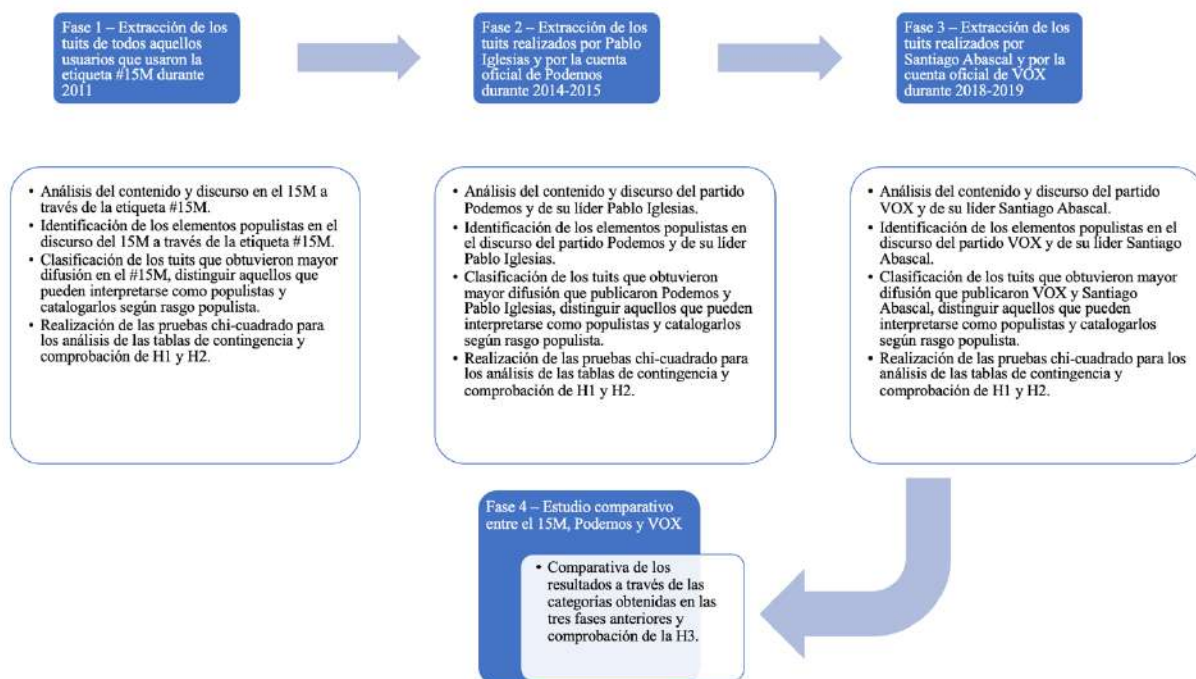 Fase 1 – Extracción de los
tuits de todos aquellos
usuarios que usaron la
etiqueta #15M durante
2011
Fase 2 – Extracción de los
tuits realizados por Pablo
Iglesias y por la cuenta
oficial de Podemos
durante 2014-2015
Fase 3 – Extracción de los
tuits realizados por
Santiago Abascal y por la
cuenta oficial de VOX
durante 2018-2019
• Análisis del contenido y discurso en el 15M a
través de la etiqueta #15M.
• Identificación de los elementos populistas en el
discurso del 15M a través de la etiqueta #15M.
• Clasificación de los tuits que obtuvieron mayor
difusión en el #15M, distinguir aquellos que
pueden interpretarse como populistas y
catalogarlos según rasgo populista.
• Realización de las pruebas chi-cuadrado para
los análisis de las tablas de contingencia y
comprobación de H1 y H2.
• Análisis del contenido y discurso del partido
Podemos y de su líder Pablo Iglesias.
• Identificación de los elementos populistas en
el discurso del partido Podemos y de su líder
Pablo Iglesias.
• Clasificación de los tuits que obtuvieron
mayor difusión que publicaron Podemos y
Pablo Iglesias, distinguir aquellos que pueden
interpretarse como populistas y catalogarlos
según rasgo populista.
• Realización de las pruebas chi-cuadrado para
los análisis de las tablas de contingencia y
comprobación de H1 y H2.
• Análisis del contenido y discurso del partido
VOX y de su líder Santiago Abascal.
• Identificación de los elementos populistas en el
discurso del partido VOX y de su líder Santiago
Abascal.
• Clasificación de los tuits que obtuvieron mayor
difusión que publicaron VOX y Santiago
Abascal, distinguir aquellos que pueden
interpretarse como populistas y catalogarlos
según rasgo populista.
• Realización de las pruebas chi-cuadrado para los
análisis de las tablas de contingencia y
comprobación de H1 y H2.
Fase 4 – Estudio comparativo
entre el 15M, Podemos y VOX
• Comparativa de los
resultados a través de las
categorías obtenidas en las
tres fases anteriores y
comprobación de la H3.